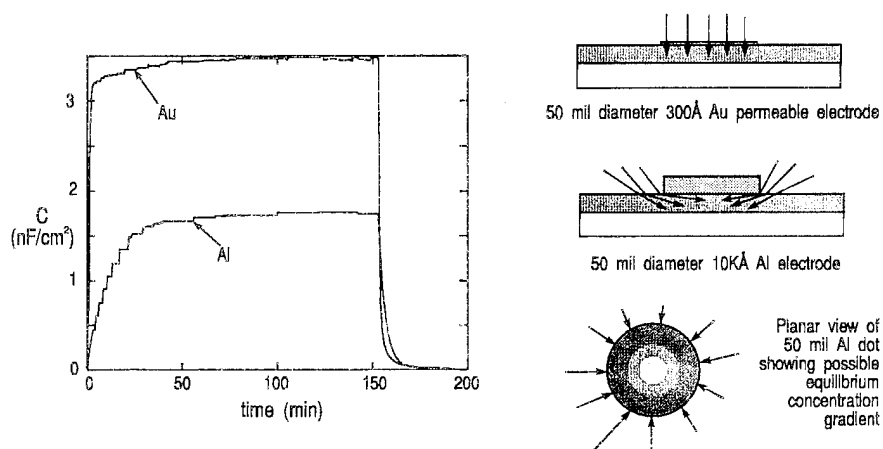 3
2
1
0
C
(nF/cm²)
Au
Al
0
50
100
150
200
time (min)
50 mil diameter 300Å Au permeable electrode
50 mil diameter 10KÅ Al electrode
Planar view of
50 mil Al dot
showing possible
equilibrium
concentration
gradient